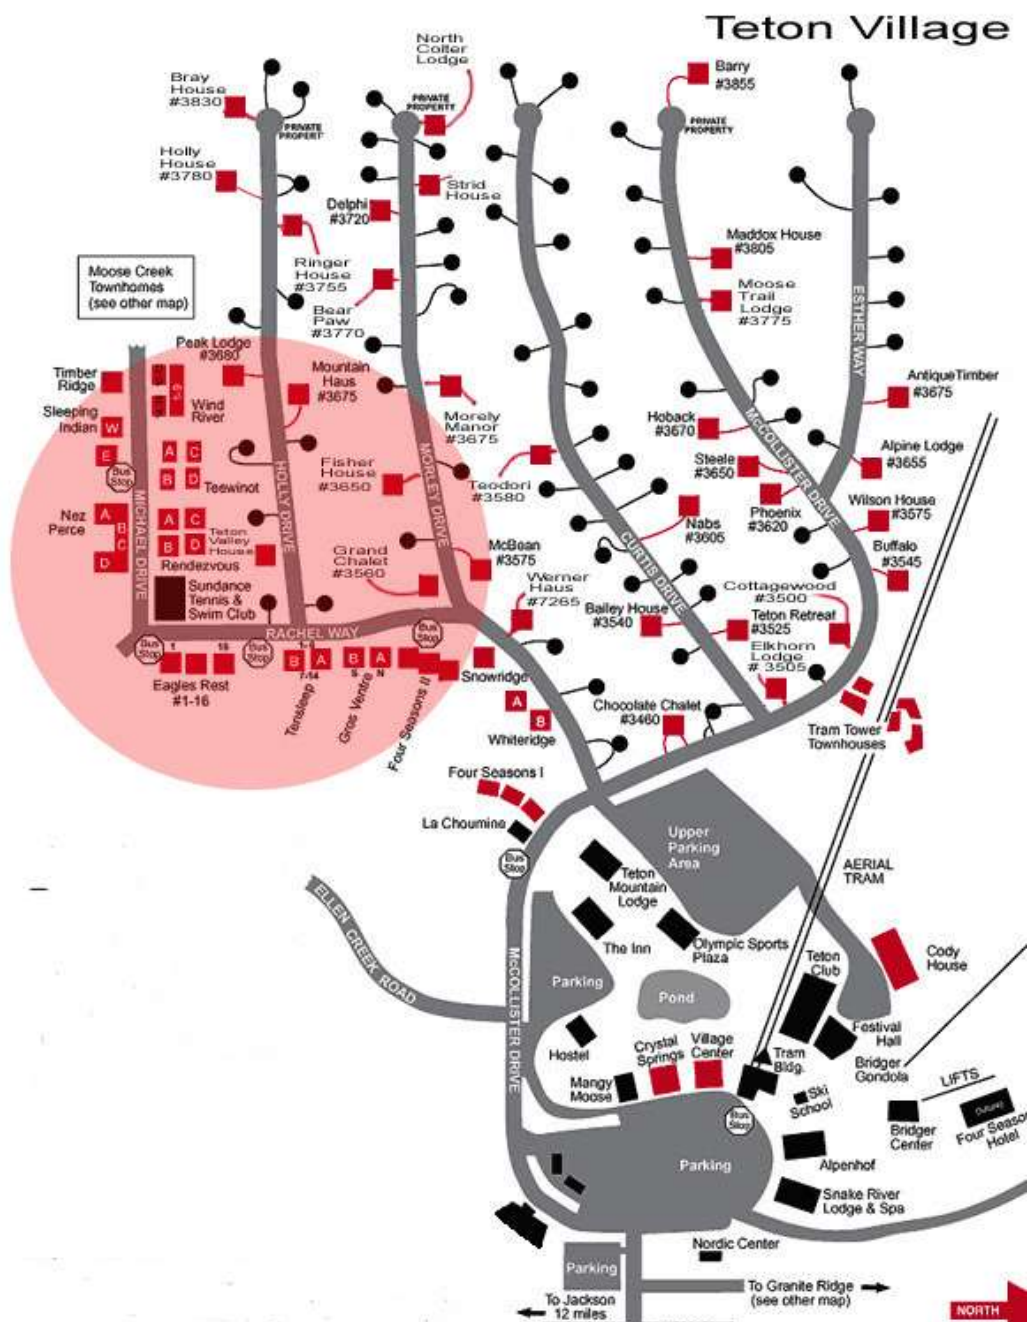 Teton Village
North
Colter
Lodge
Barry
#3855
Bray
House
#3830
PRIVATE
PROPERTY
PRIVATE
PROPERT
PRIVATE
PROPERTY
Holly
House
#3780
Strid
House
Delphi
#3720
Maddox House
#3805
Ringer
House
#3755
Moose
Trail
Lodge
#3775
Moose Creek
Townhomes
(see other map)
Bear
Paw
#3770
ESTHER WAY
Peak Lodge
#3680
Mountain
Haus
#3675
Timber
Ridge
Antique Timber
#3675
Wind
River
Sleeping
Indian
W
E
Bus
Stop
Morely
Manor
#3675
Hoback
#3670
McCOLLISTER DRIVE
Alpine Lodge
#3655
A C
B D
Teewinot
Fisher
House
#3650
MORLEY DRIVE
HOLLY DRIVE
MICHAEL DRIVE
Teodori
#3580
Steele
#3650
Phoenix
#3620
Wilson House
#3575
Nez
Perce
A
B
C
D
A C
B D
Teton
Valley
House
Rendezvous
Nabs
#3605
CURTIS DRIVE
Buffalo
#3545
Grand
Chalet
#3560
McBean
#3575
Werner
Haus
#7265
Cottagewood
#3500
Sundance
Tennis &
Swim Club
Bailey House
#3540
Teton Retreat
#3525
Elkhorn
Lodge
# 3505
RACHEL WAY
Bus
Stop
Bus
Stop
Bus
Stop
1
B A
7-14
B A
S N
Eagles Rest
#1-16
Tensleep
Gros Ventre
Four Seasons II
Snowridge
A
B
Whiteridge
Chocolate Chalet
#3460
Tram Tower
Townhouses
Four Seasons I
La Choumine
Bus
Stop
Upper
Parking
Area
AERIAL
TRAM
Teton
Mountain
Lodge
ELLEN CREEK ROAD
The Inn
Olympic Sports
Plaza
Teton
Club
Cody
House
McCOLLISTER DRIVE
Parking
Pond
Festival
Hall
Hostel
Crystal
Springs
Village
Center
Tram
Bldg.
Bridger
Gondola
Mangy
Moose
Ski
School
LIFTS
Bus
Stop
Bridger
Center
(future)
Four Season
Hotel
Parking
Alpenhof
Snake River
Lodge & Spa
Nordic Center
Parking
To Granite Ridge
(see other map)
To Jackson
12 miles
NORTH